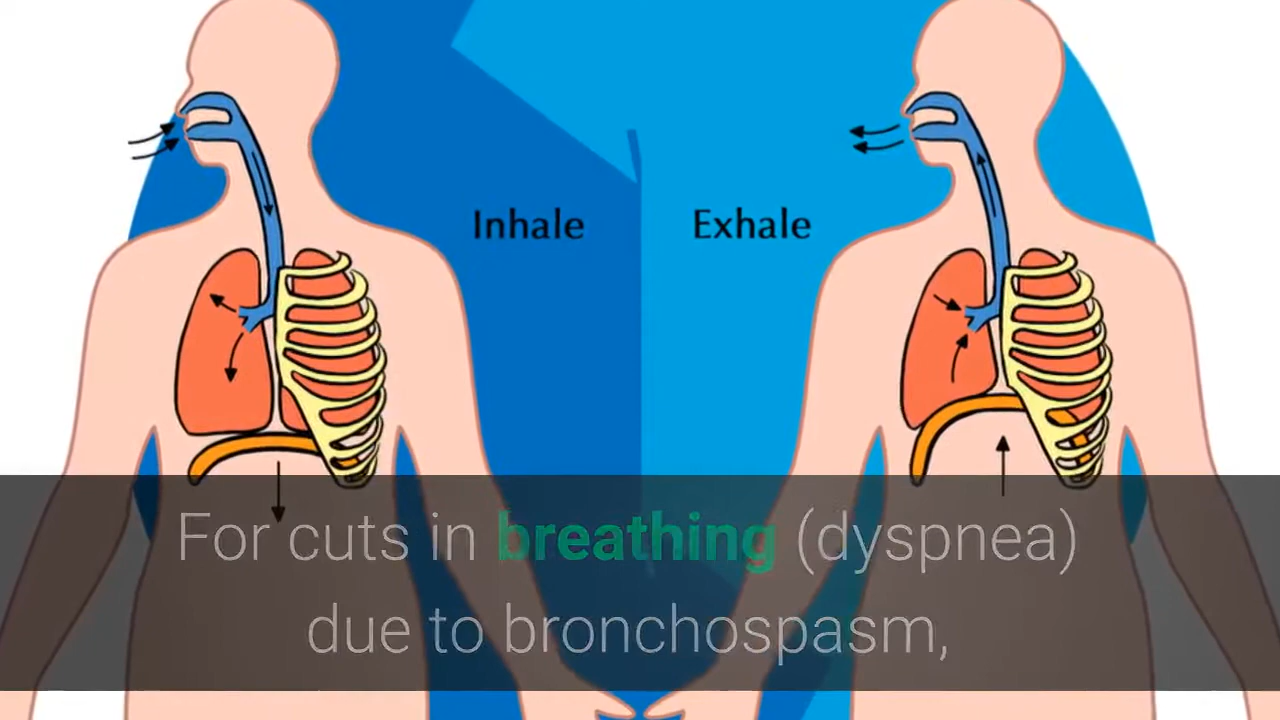 Inhale
Exhale
For cuts in breathing (dyspnea)
due to bronchospasm,